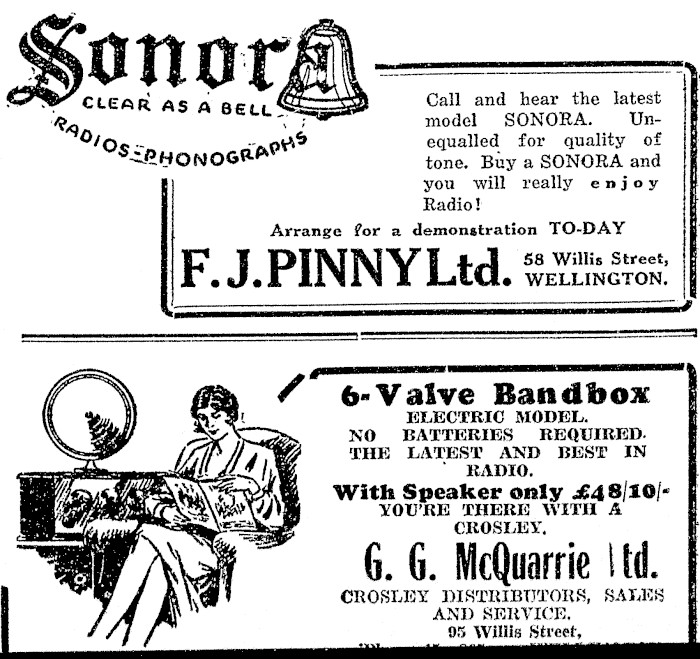 Sonora
CLEAR AS A BELL
RADIOS-PHONOGRAPHS
Call and hear the latest
model SONORA. Un-
equalled for quality of
tone. Buy a SONORA and
you will really enjoy
Radio!
Arrange for a demonstration TO-DAY
F. J. PINNY Ltd.
58 Willis Street,
WELLINGTON.
6-Valve Bandbox
ELECTRIC MODEL.
NO BATTERIES REQUIRED.
THE LATEST AND BEST IN
RADIO.
With Speaker only £48/10/-
YOU'RE THERE WITH A
CROSLEY.
G. G. McQuarrie Ltd.
CROSLEY DISTRIBUTORS, SALES
AND SERVICE.
95 Willis Street,